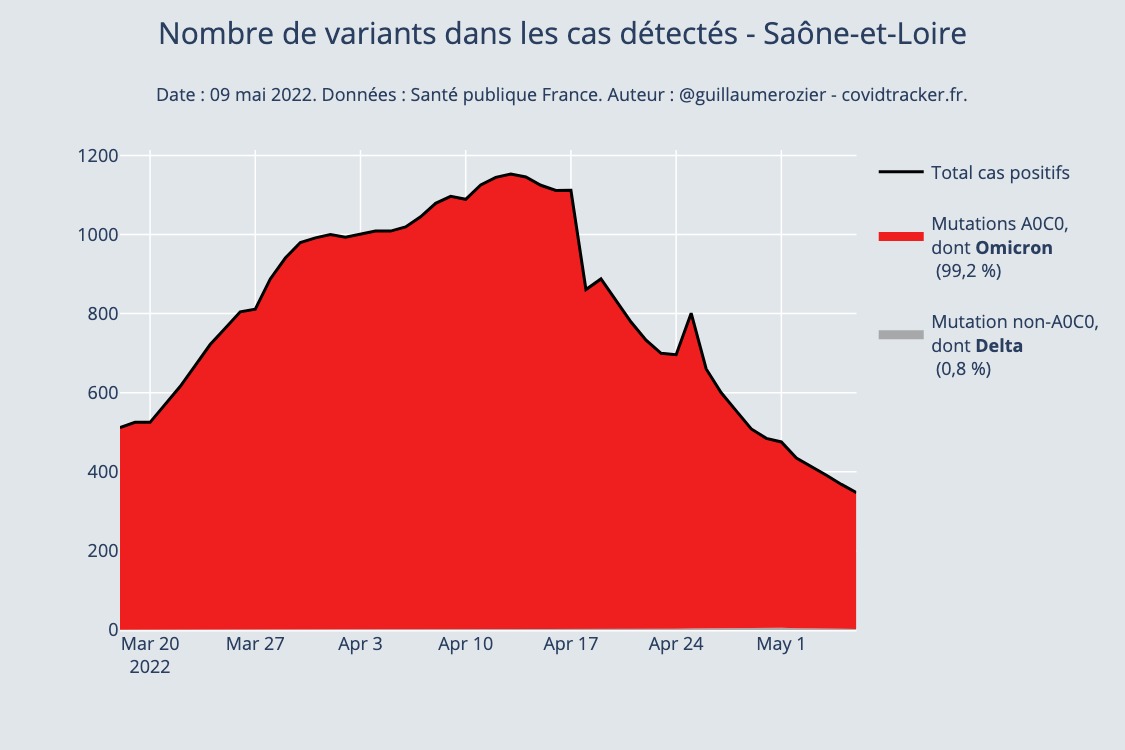 Nombre de variants dans les cas détectés - Saône-et-Loire
Date : 09 mai 2022. Données : Santé publique France. Auteur : @guillaumerozier - covidtracker.fr.
1200
1000
800
600
400
200
0
Mar 20
2022
Mar 27
Apr 3
Apr 10
Apr 17
Apr 24
May 1
Total cas positifs
Mutations A0C0,
dont Omicron
(99,2 %)
Mutation non-A0C0,
dont Delta
(0,8 %)